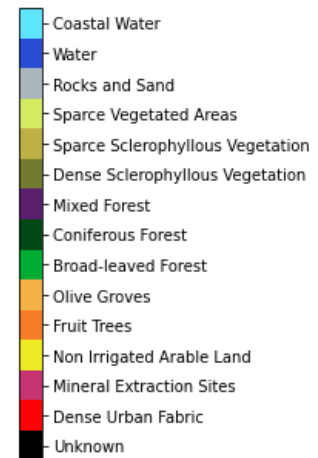 Coastal Water
Water
Rocks and Sand
Sparce Vegetated Areas
Sparce Sclerophyllous Vegetation
Dense Sclerophyllous Vegetation
Mixed Forest
Coniferous Forest
Broad-leaved Forest
Olive Groves
Fruit Trees
Non Irrigated Arable Land
Mineral Extraction Sites
Dense Urban Fabric
Unknown